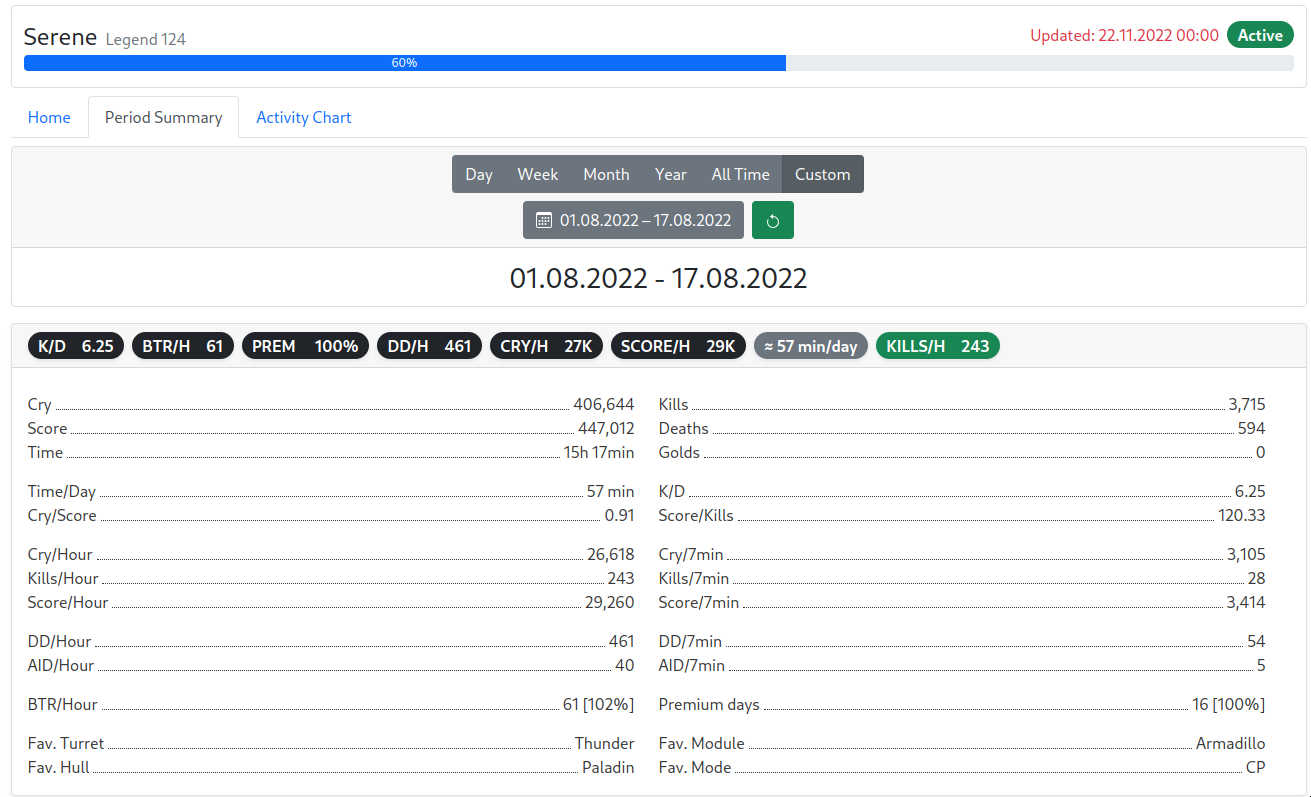 Serene Legend 124 Updated: 22.11.2022 00:00 Active
60%
Home Period Summary Activity Chart
Day Week Month Year All Time Custom
01.08.2022 – 17.08.2022
01.08.2022 - 17.08.2022
K/D 6.25 BTR/H 61 PREM 100% DD/H 461 CRY/H 27K SCORE/H 29K ≈ 57 min/day KILLS/H 243
Cry 406,644 Kills 3,715
Score 447,012 Deaths 594
Time 15h 17min Golds 0
Time/Day 57 min K/D 6.25
Cry/Score 0.91 Score/Kills 120.33
Cry/Hour 26,618 Cry/7min 3,105
Kills/Hour 243 Kills/7min 28
Score/Hour 29,260 Score/7min 3,414
DD/Hour 461 DD/7min 54
AID/Hour 40 AID/7min 5
BTR/Hour 61 [102%] Premium days 16 [100%]
Fav. Turret Thunder Fav. Module Armadillo
Fav. Hull Paladin Fav. Mode CP